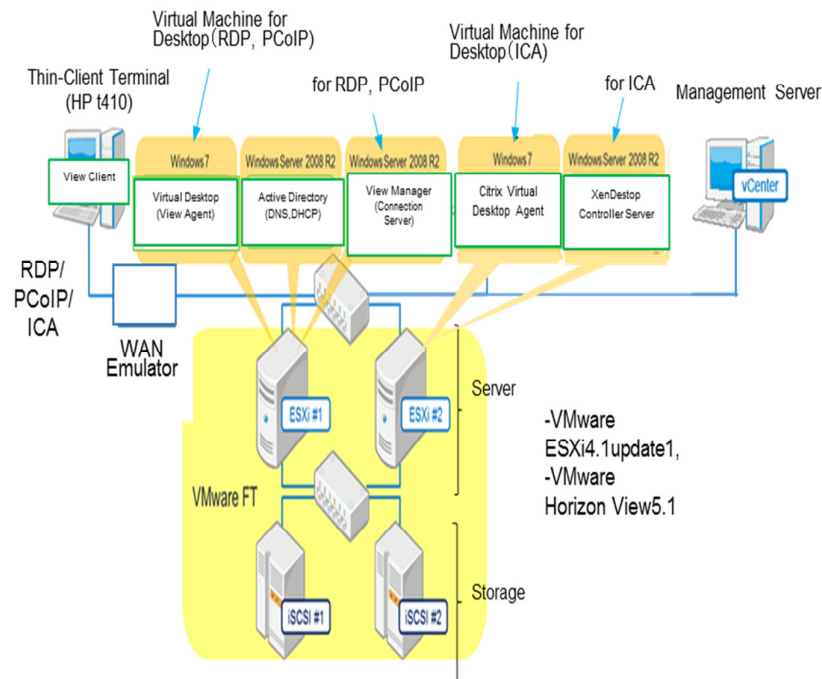 Virtual Machine for
Desktop(RDP, PCoIP)
Virtual Machine for
Desktop(ICA)
Thin-Client Terminal
(HP t410)
for RDP, PCoIP
for ICA
Management Server
Windows 7
Windows Server 2008 R2
Windows Server 2008 R2
Windows 7
Windows Server 2008 R2
View Client
Virtual Desktop
(View Agent)
Active Directory
(DNS,DHCP)
View Manager
(Connection
Server)
Citrix Virtual
Desktop Agent
XenDestop
Controller Server
vCenter
RDP/
PCoIP/
ICA
WAN
Emulator
ESXi #1
ESXi #2
Server
VMware FT
-VMware
ESXi4.1update1,
-VMware
Horizon View5.1
iSCSI #1
iSCSI #2
Storage